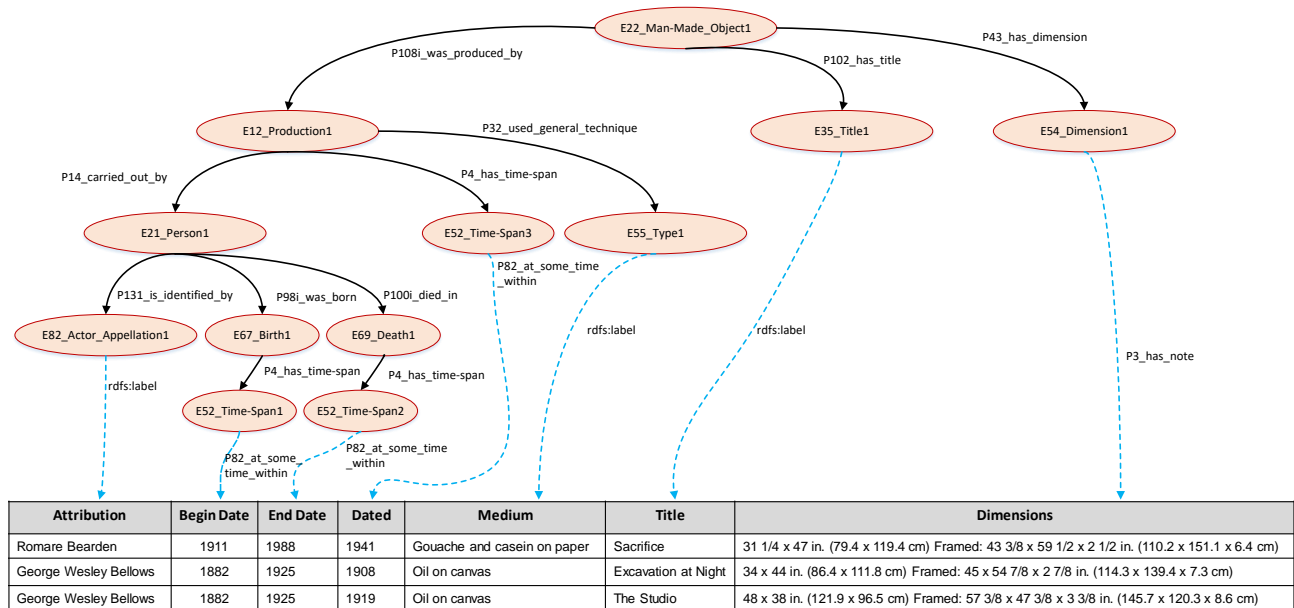 E22_Man-Made_Object1
P43_has_dimension
P108i_was_produced_by
P102_has_title
E12_Production1
P32_used_general_technique
E35_Title1
E54_Dimension1
P14_carried_out_by
P4_has_time-span
E21_Person1
E52_Time-Span3
E55_Type1
P82_at_some_time
_within
P131_is_identified_by
P98i_was_born
P100i_died_in
E82_Actor_Appellation1
E67_Birth1
E69_Death1
rdfs:label
rdfs:label
P3_has_note
P4_has_time-span
P4_has_time-span
rdfs:label
E52_Time-Span1
E52_Time-Span2
P82_at_some_
time_within
P82_at_some_time
_within
Attribution Begin Date End Date Dated Medium Title Dimensions
Romare Bearden 1911 1988 1941 Gouache and casein on paper Sacrifice 31 1/4 x 47 in. (79.4 x 119.4 cm) Framed: 43 3/8 x 59 1/2 x 2 1/2 in. (110.2 x 151.1 x 6.4 cm)
George Wesley Bellows 1882 1925 1908 Oil on canvas Excavation at Night 34 x 44 in. (86.4 x 111.8 cm) Framed: 45 x 54 7/8 x 2 7/8 in. (114.3 x 139.4 x 7.3 cm)
George Wesley Bellows 1882 1925 1919 Oil on canvas The Studio 48 x 38 in. (121.9 x 96.5 cm) Framed: 57 3/8 x 47 3/8 x 3 3/8 in. (145.7 x 120.3 x 8.6 cm)